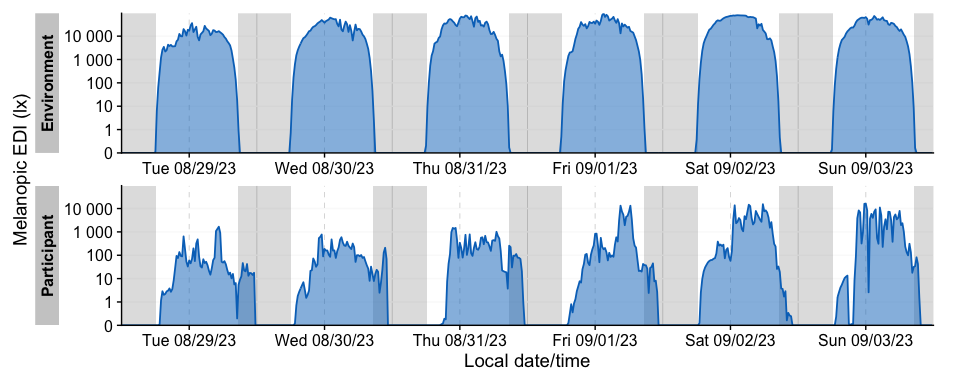 Melanopic EDI (lx)
Environment
10 000
1 000
100
10
1
0
Tue 08/29/23 Wed 08/30/23 Thu 08/31/23 Fri 09/01/23 Sat 09/02/23 Sun 09/03/23
Participant
10 000
1 000
100
10
1
0
Tue 08/29/23 Wed 08/30/23 Thu 08/31/23 Fri 09/01/23 Sat 09/02/23 Sun 09/03/23
Local date/time